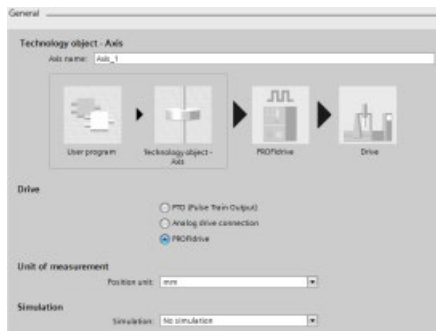 General
Technology object - Axis
Axis name: Axis_1
User program
Technology object -
Axis
PROFIdrive
Drive
Drive
PTO (Pulse Train Output)
Analog drive connection
PROFIdrive
Unit of measurement
Position unit: mm
Simulation
Simulation: No simulation